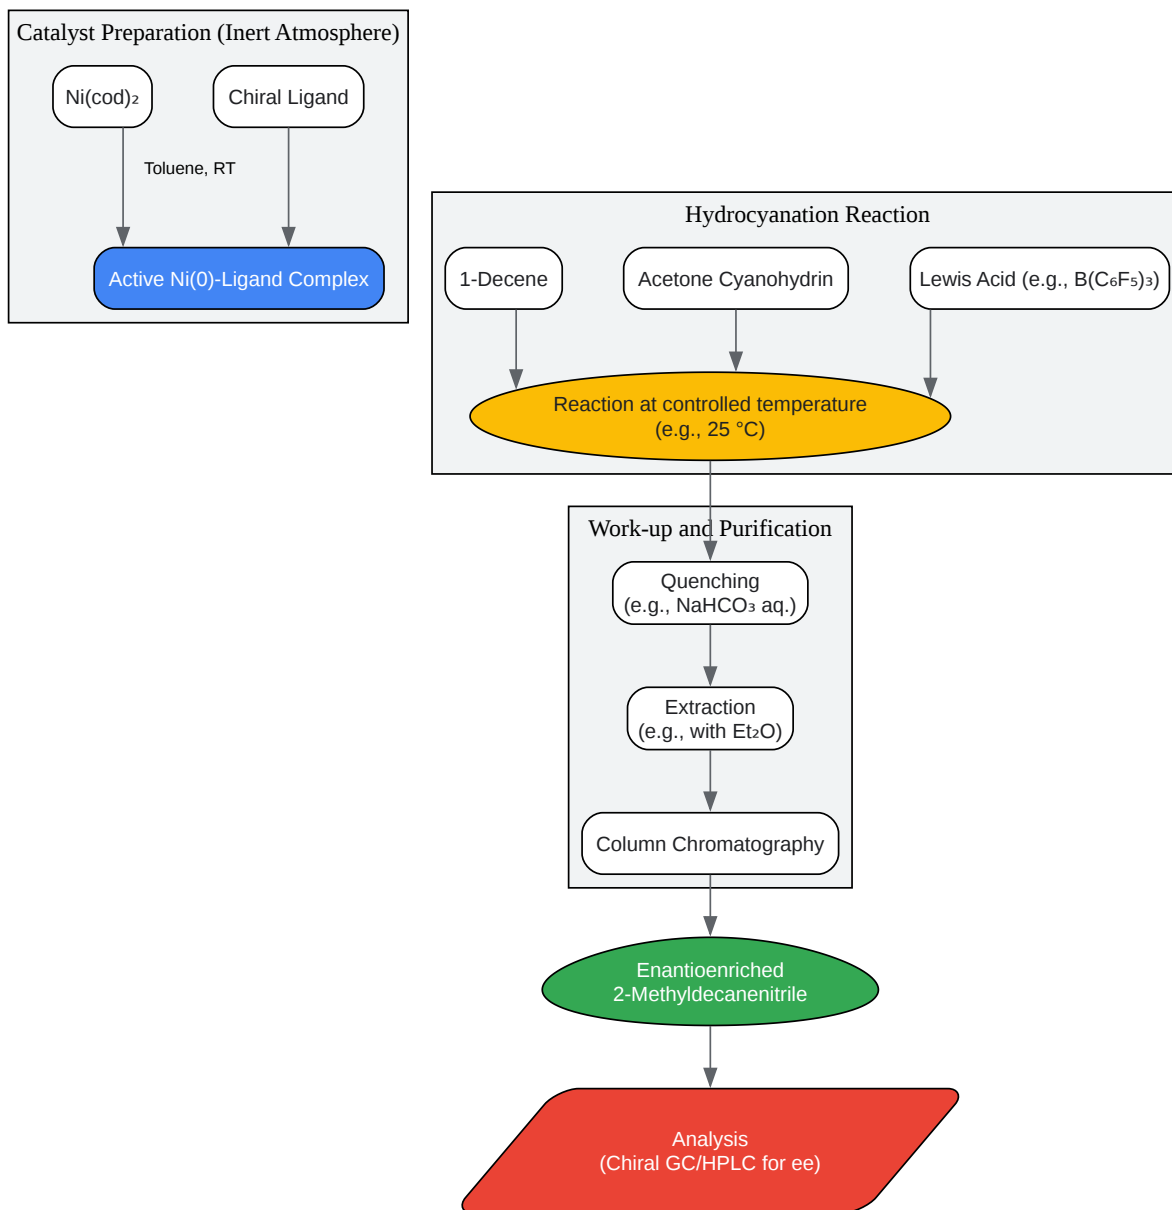 Catalyst Preparation (Inert Atmosphere)
Ni(cod)₂
Chiral Ligand
Toluene, RT
Active Ni(0)-Ligand Complex
Hydrocyanation Reaction
1-Decene
Acetone Cyanohydrin
Lewis Acid (e.g., B(C₆F₅)₃)
Reaction at controlled temperature
(e.g., 25 °C)
Work-up and Purification
Quenching
(e.g., NaHCO₃ aq.)
Extraction
(e.g., with Et₂O)
Column Chromatography
Enantioenriched
2-Methyldecanenitrile
Analysis
(Chiral GC/HPLC for ee)